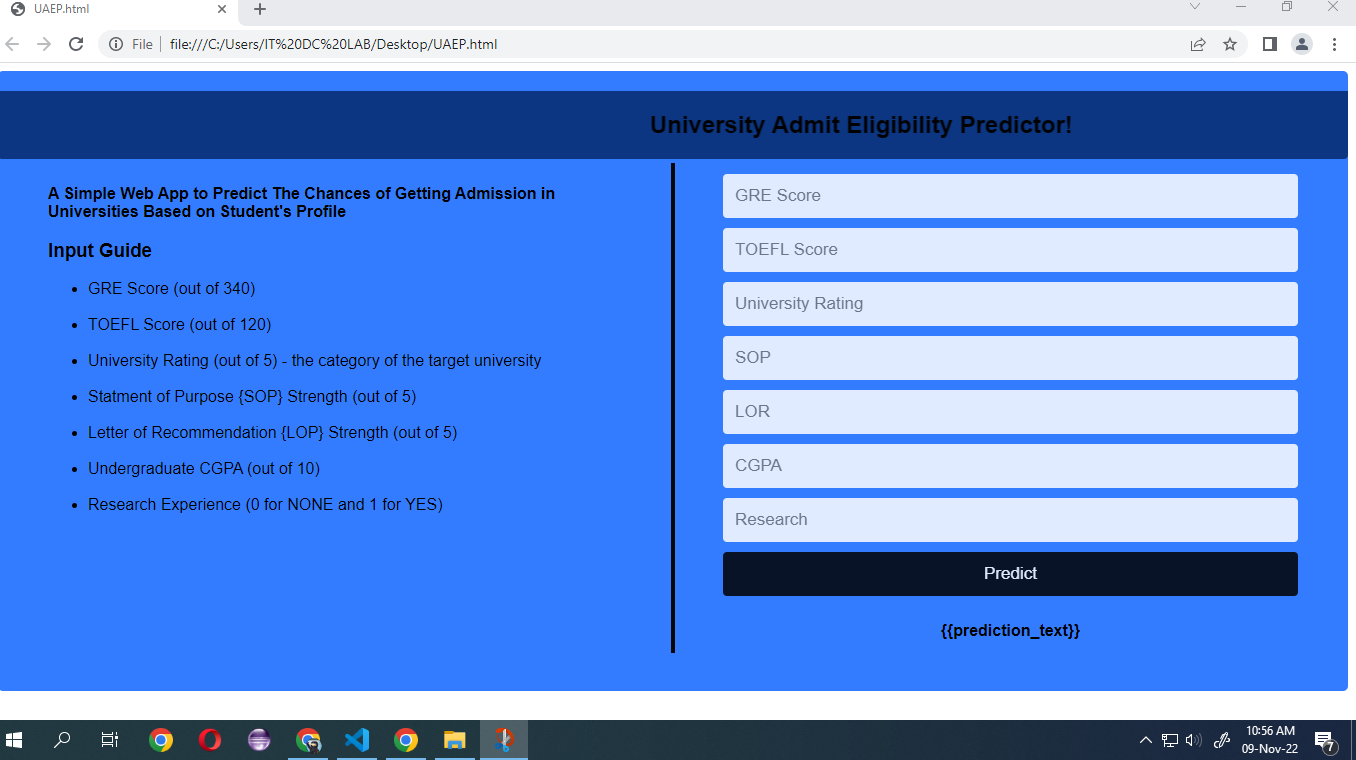 UAEP.html
File
file:///C:/Users/IT%20DC%20LAB/Desktop/UAEP.html
University Admit Eligibility Predictor!
A Simple Web App to Predict The Chances of Getting Admission in
Universities Based on Student's Profile
Input Guide
GRE Score (out of 340)
TOEFL Score (out of 120)
University Rating (out of 5) - the category of the target university
Statment of Purpose {SOP} Strength (out of 5)
Letter of Recommendation {LOP} Strength (out of 5)
Undergraduate CGPA (out of 10)
Research Experience (0 for NONE and 1 for YES)
GRE Score
TOEFL Score
University Rating
SOP
LOR
CGPA
Research
Predict
{{prediction_text}}
10:56 AM
09-Nov-22
7